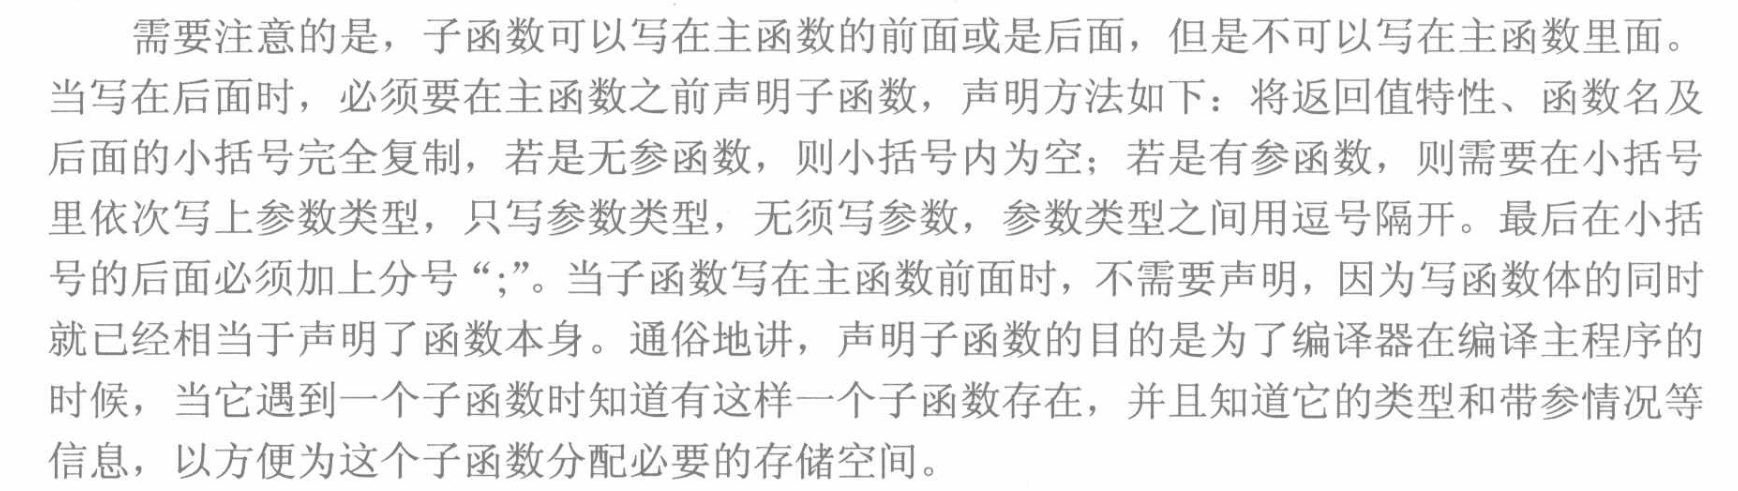 需要注意的是，子函数可以写在主函数的前面或是后面，但是不可以写在主函数里面。
当写在后面时，必须要在主函数之前声明子函数，声明方法如下：将返回值特性、函数名及
后面的小括号完全复制，若是无参函数，则小括号内为空；若是有参函数，则需要在小括号
里依次写上参数类型，只写参数类型，无须写参数，参数类型之间用逗号隔开。最后在小括
号的后面必须加上分号“;”。当子函数写在主函数前面时，不需要声明，因为写函数体的同时
就已经相当于声明了函数本身。通俗地讲，声明子函数的目的是为了编译器在编译主程序的
时候，当它遇到一个子函数时知道有这样一个子函数存在，并且知道它的类型和带参情况等
信息，以方便为这个子函数分配必要的存储空间。